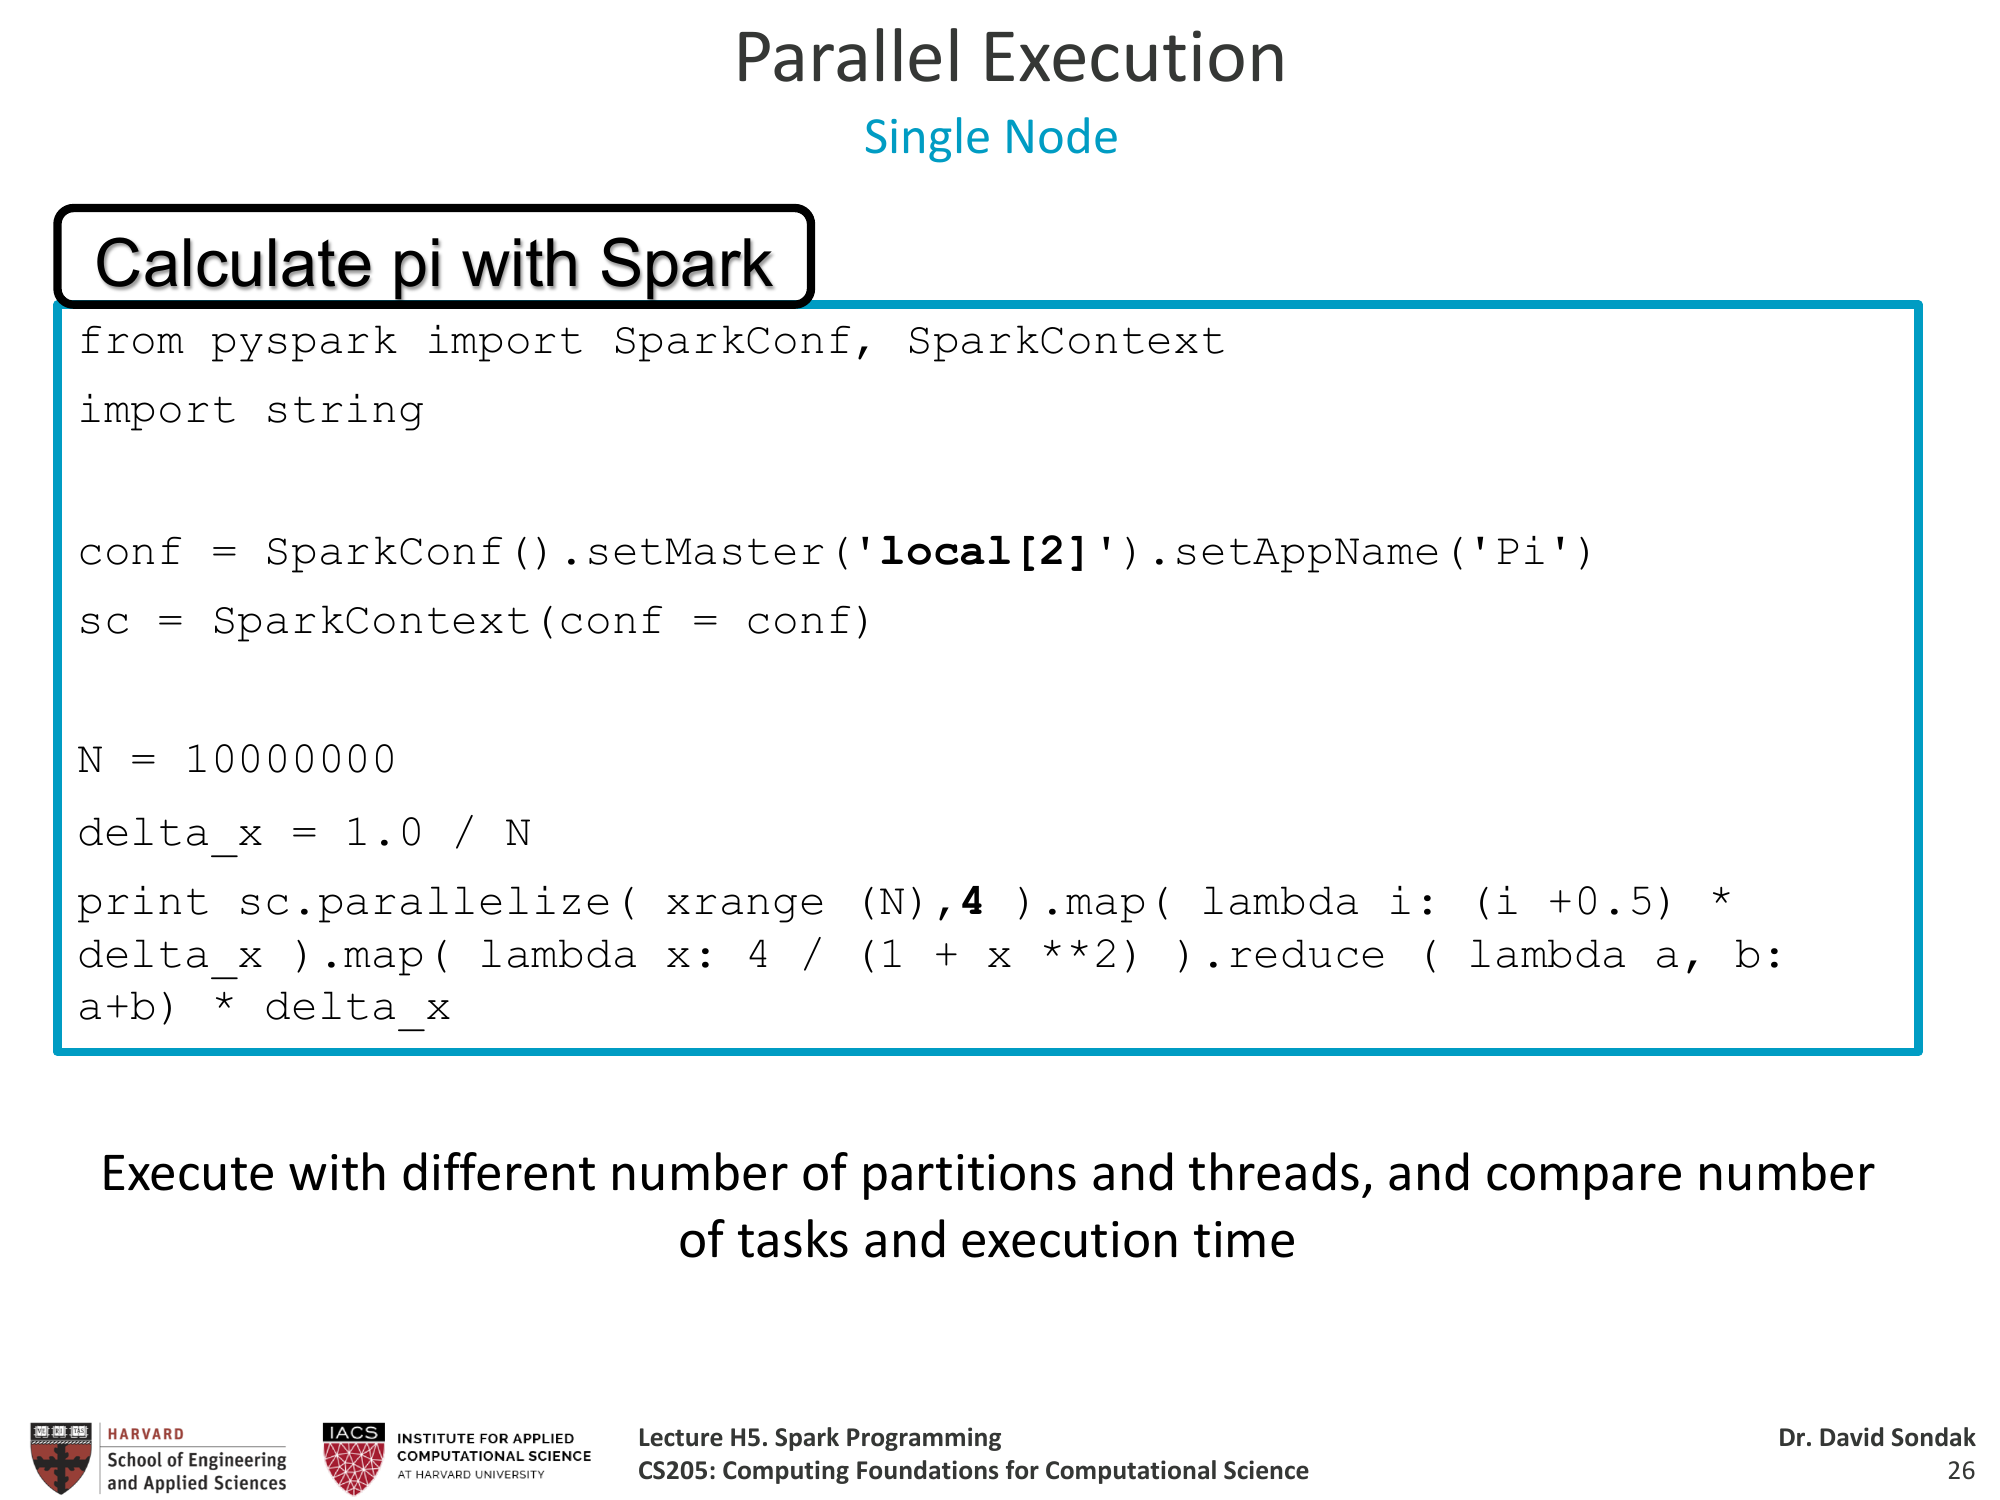 Parallel Execution
Single Node
Calculate pi with Spark
from pyspark import SparkConf, SparkContext
import string
conf = SparkConf().setMaster('local[2]').setAppName('Pi')
sc = SparkContext(conf = conf)
N = 10000000
delta_x = 1.0 / N
print sc.parallelize( xrange (N),4 ).map( lambda i: (i +0.5) *
delta_x ).map( lambda x: 4 / (1 + x **2) ).reduce ( lambda a, b:
a+b) * delta_x
Execute with different number of partitions and threads, and compare number
of tasks and execution time
HARVARD
School of Engineering
and Applied Sciences
IACS
INSTITUTE FOR APPLIED
COMPUTATIONAL SCIENCE
AT HARVARD UNIVERSITY
Lecture H5. Spark Programming
CS205: Computing Foundations for Computational Science
Dr. David Sondak
26